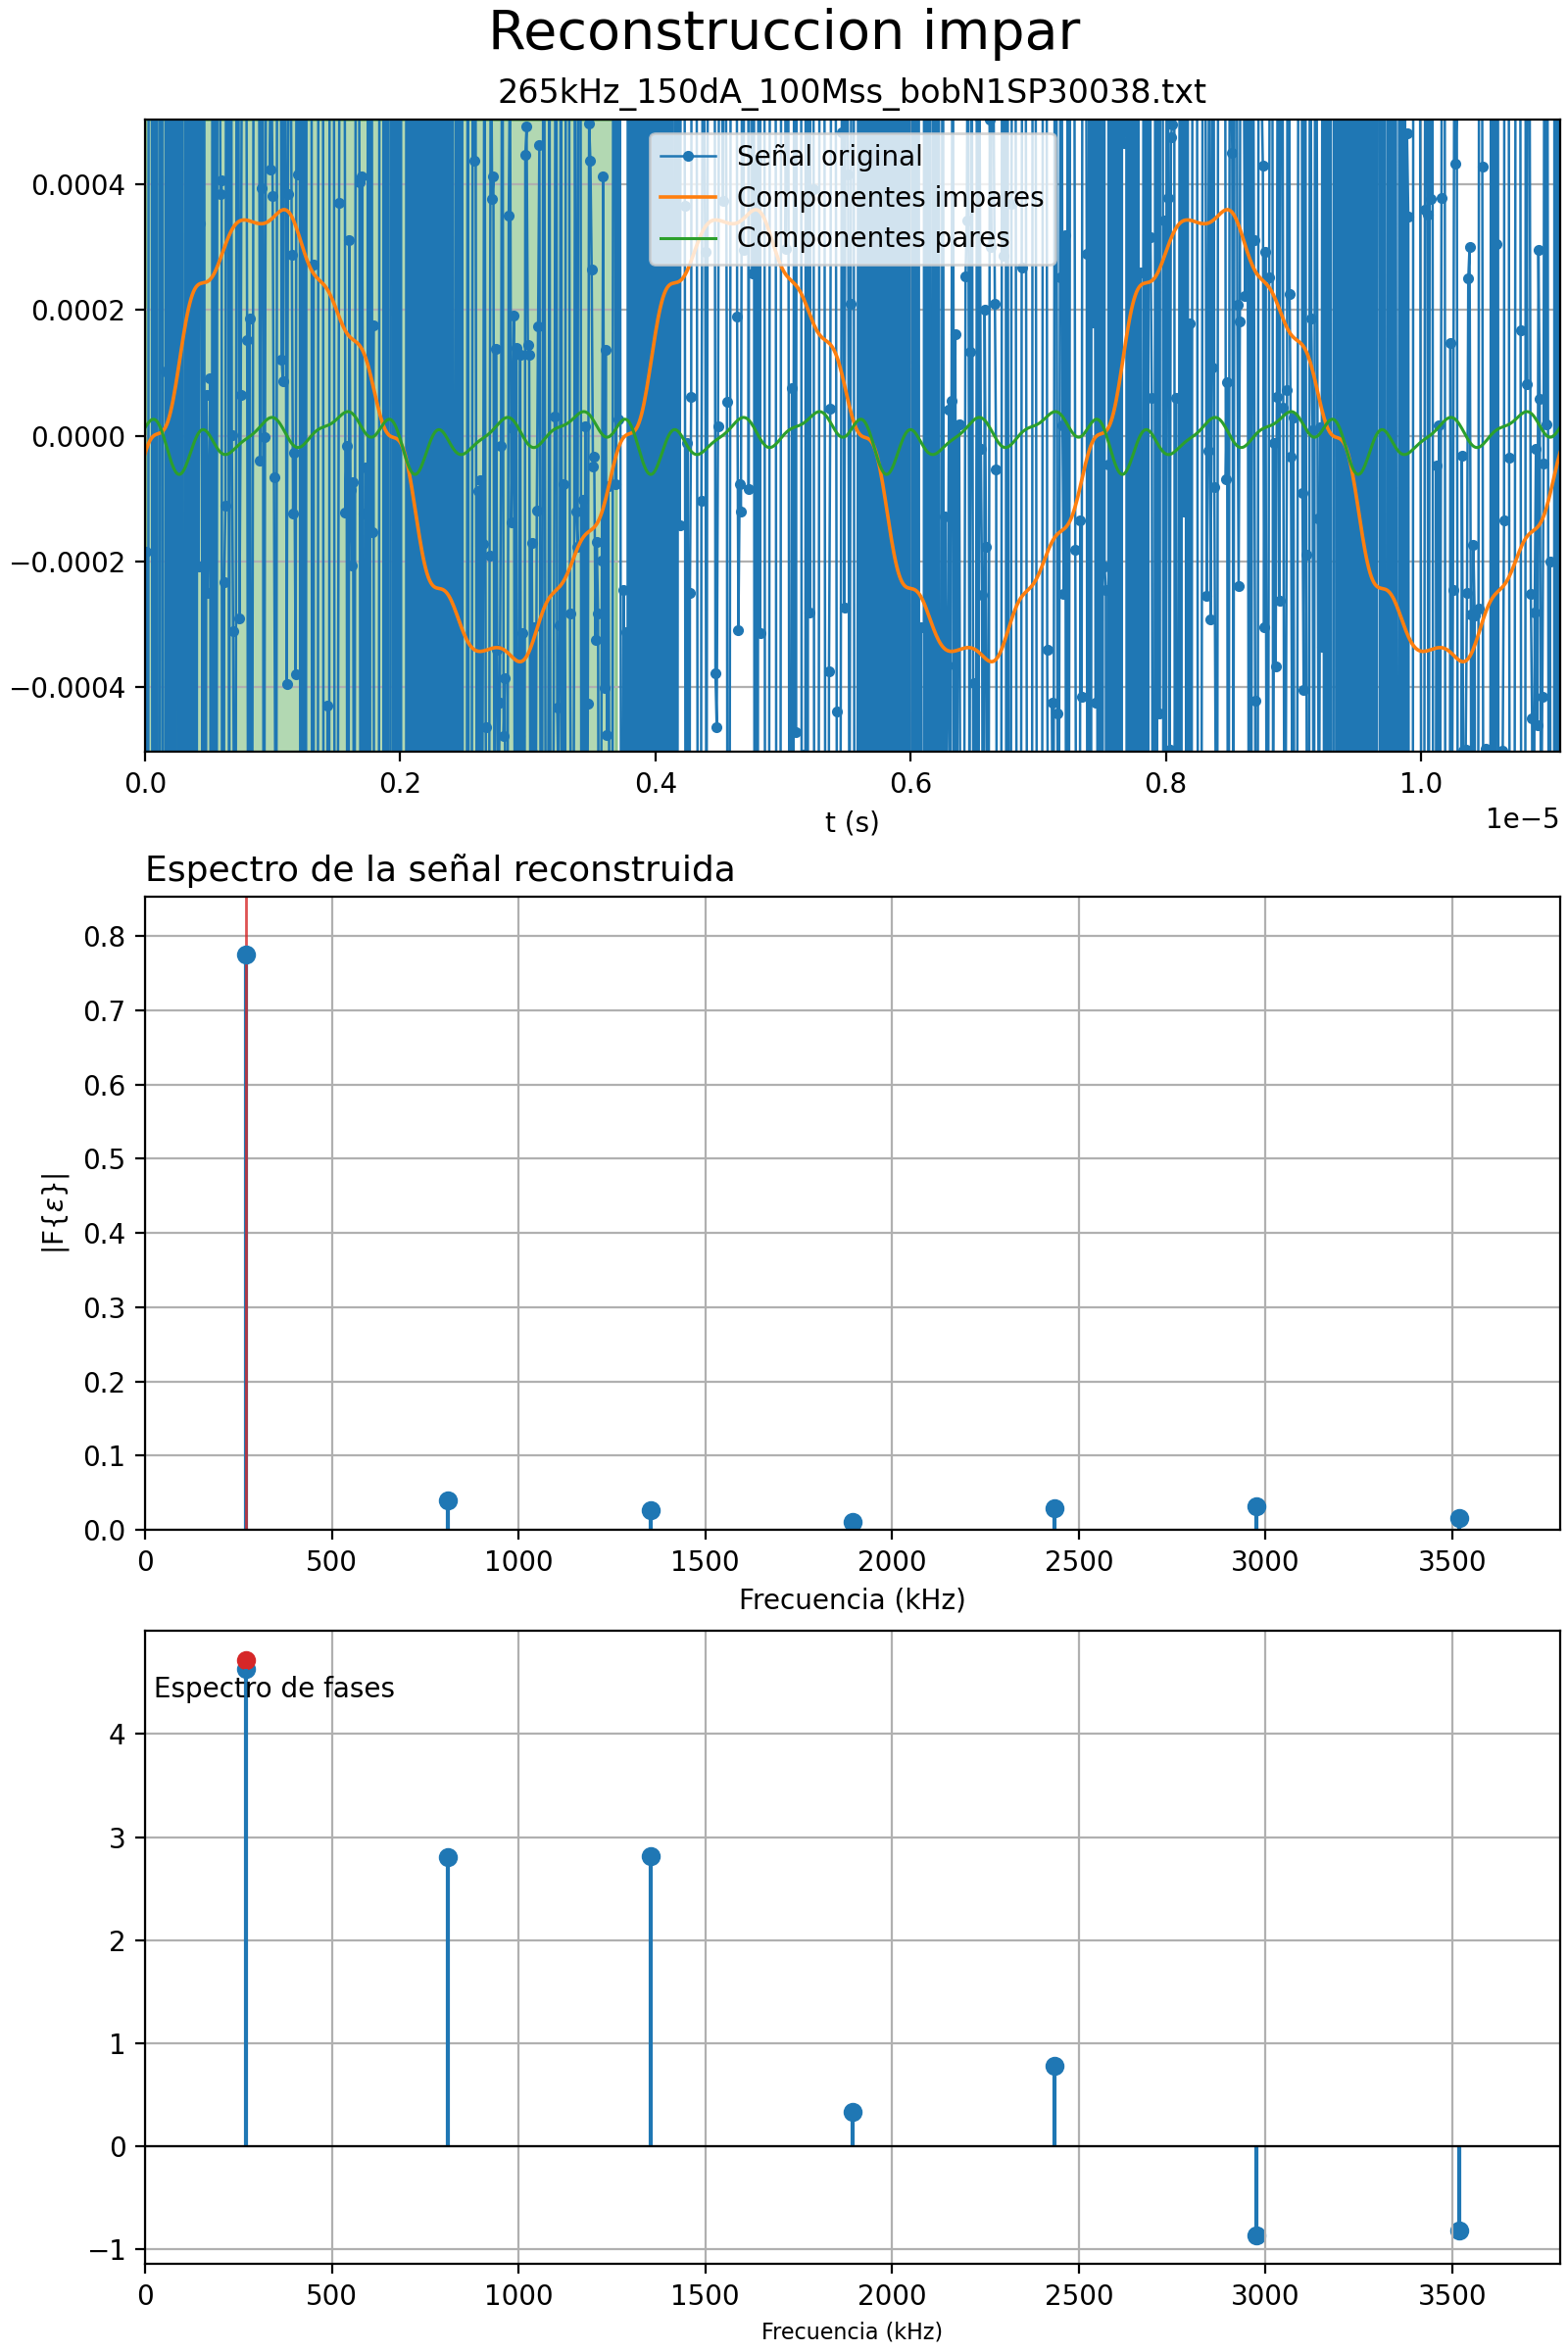 Reconstruccion impar
265kHz_150dA_100Mss_bobN1SP30038.txt
Señal original
Componentes impares
Componentes pares
0.0004
0.0002
0.0000
−0.0002
−0.0004
0.0 0.2 0.4 0.6 0.8 1.0
1e−5
t (s)
Espectro de la señal reconstruida
0.8
0.7
0.6
0.5
0.4
0.3
0.2
0.1
0.0
|F{ε}|
0 500 1000 1500 2000 2500 3000 3500
Frecuencia (kHz)
Espectro de fases
4
3
2
1
0
−1
0 500 1000 1500 2000 2500 3000 3500
Frecuencia (kHz)